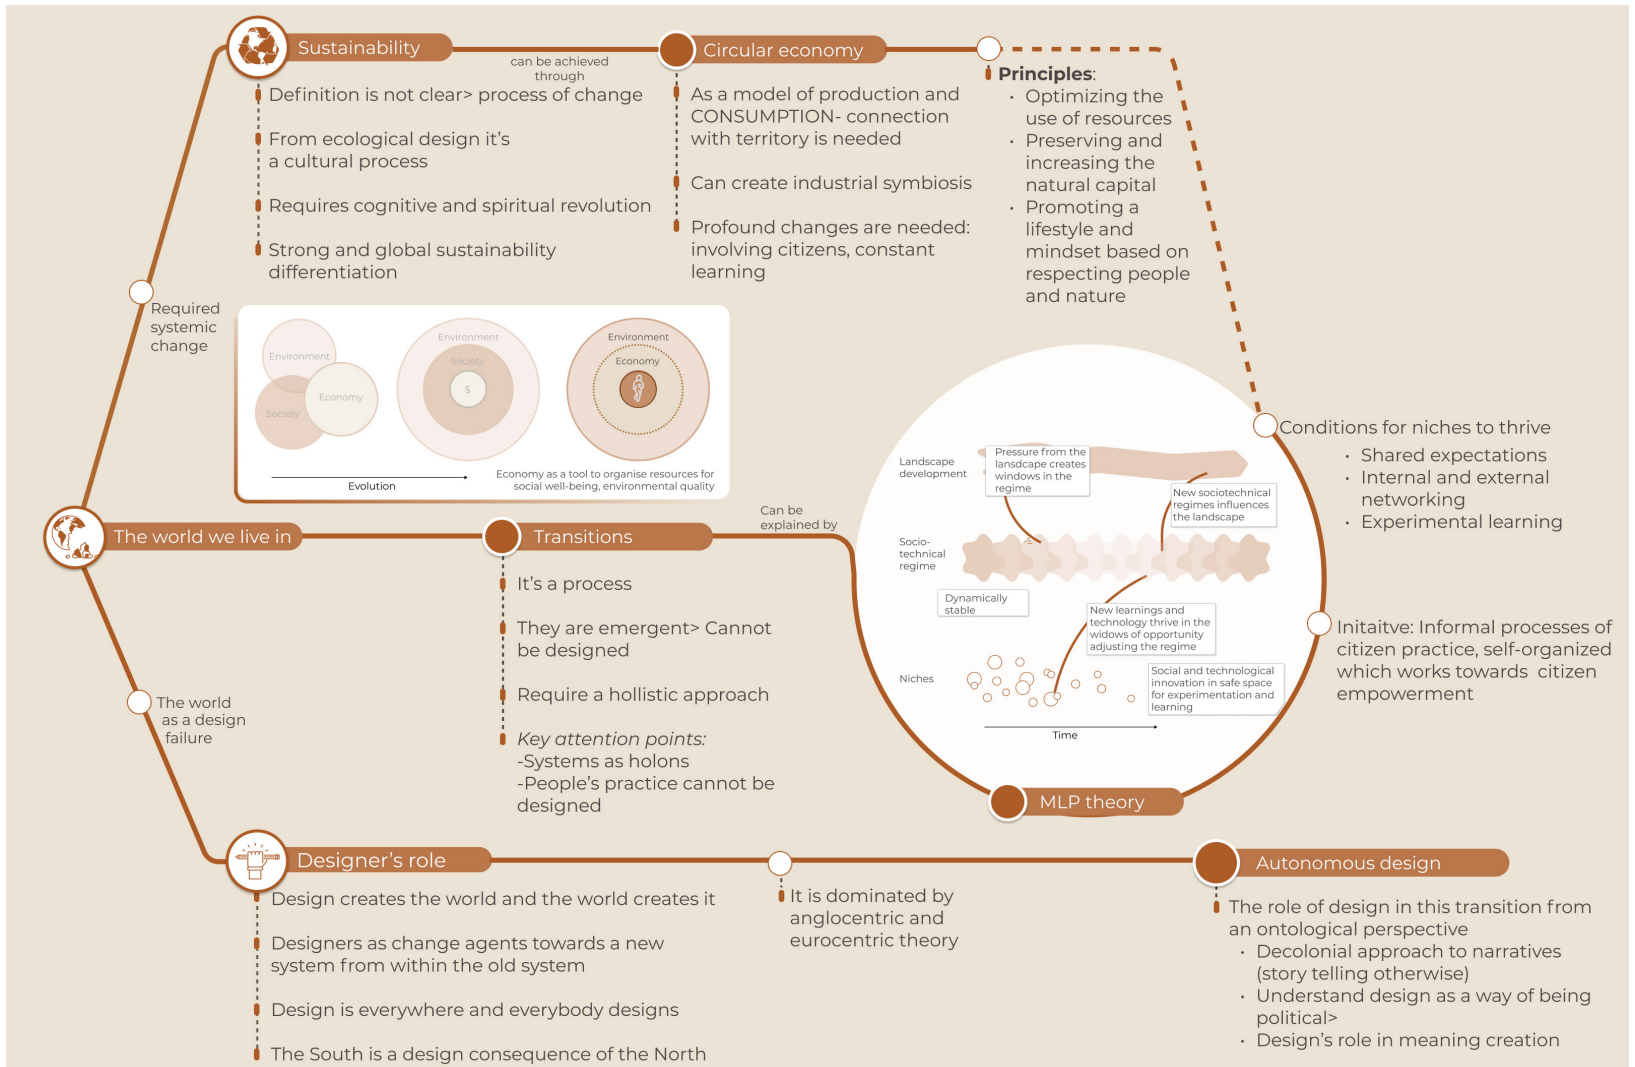 Sustainability
can be achieved
through
Circular economy
Definition is not clear> process of change
From ecological design it's
a cultural process
Requires cognitive and spiritual revolution
Strong and global sustainability
differentiation
As a model of production and
CONSUMPTION- connection
with territory is needed
Can create industrial symbiosis
Profound changes are needed:
involving citizens, constant
learning
Principles:
· Optimizing the
use of resources
· Preserving and
increasing the
natural capital
· Promoting a
lifestyle and
mindset based on
respecting people
and nature
Required
systemic
change
Environment
Society
Economy
Environment
Society
$
Environment
Economy
Evolution
Economy as a tool to organise resources for
social well-being, environmental quality
The world we live in
Transitions
Can be
explained by
It's a process
They are emergent> Cannot
be designed
Require a hollistic approach
Key attention points:
-Systems as holons
-People's practice cannot be
designed
Landscape
development
Pressure from the
lansdcape creates
windows in the
regime
New sociotechnical
regimes influences
the landscape
Socio-
technical
regime
Dynamically
stable
New learnings and
technology thrive in the
widows of opportunity
adjusting the regime
Niches
Social and technological
innovation in safe space
for experimentation and
learning
Time
MLP theory
Conditions for niches to thrive
· Shared expectations
· Internal and external
networking
· Experimental learning
Initaitve: Informal processes of
citizen practice, self-organized
which works towards citizen
empowerment
The world
as a design
failure
Designer's role
Design creates the world and the world creates it
Designers as change agents towards a new
system from within the old system
Design is everywhere and everybody designs
The South is a design consequence of the North
It is dominated by
anglocentric and
eurocentric theory
Autonomous design
The role of design in this transition from
an ontological perspective
· Decolonial approach to narratives
(story telling otherwise)
· Understand design as a way of being
political>
· Design's role in meaning creation